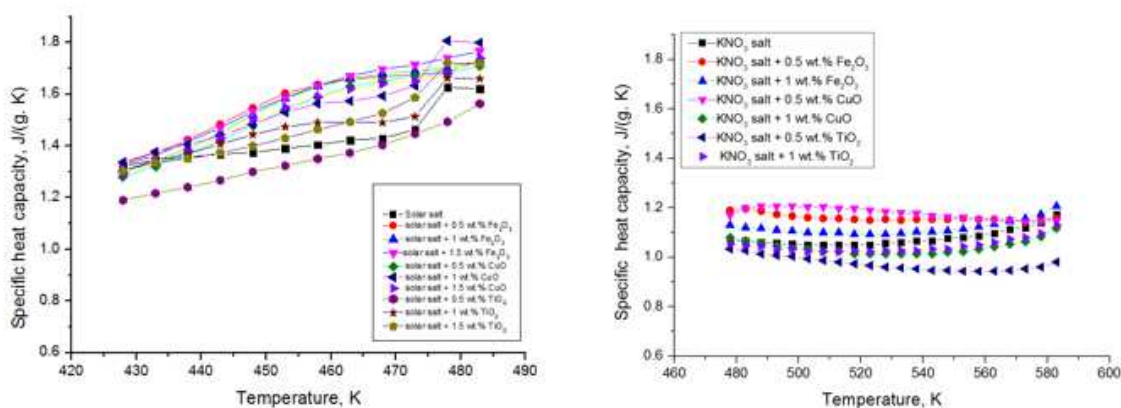 Specific heat capacity, J/(g. K)
1.8
1.6
1.4
1.2
1.0
0.8
0.6
420 430 440 450 460 470 480 490
Temperature, K
Solar salt
solar salt + 0.5 wt.% Fe₂O₃
solar salt + 1 wt.% Fe₂O₃
solar salt + 1.5 wt.% Fe₂O₃
solar salt + 0.5 wt.% CuO
solar salt + 1 wt.% CuO
solar salt + 1.5 wt.% CuO
solar salt + 0.5 wt.% TiO₂
solar salt + 1 wt.% TiO₂
solar salt + 1.5 wt.% TiO₂
Specific heat capacity, J/(g. K)
1.8
1.6
1.4
1.2
1.0
0.8
0.6
460 480 500 520 540 560 580 600
Temperature, K
KNO₃ salt
KNO₃ salt + 0.5 wt.% Fe₂O₃
KNO₃ salt + 1 wt.% Fe₂O₃
KNO₃ salt + 0.5 wt.% CuO
KNO₃ salt + 1 wt.% CuO
KNO₃ salt + 0.5 wt.% TiO₂
KNO₃ salt + 1 wt.% TiO₂